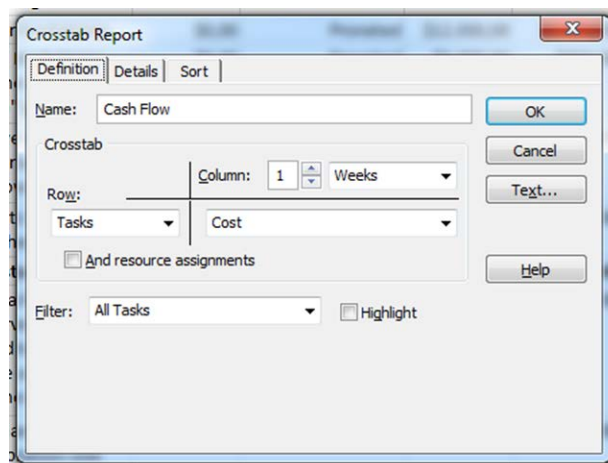 Crosstab Report
Definition Details Sort
Name: Cash Flow
OK
Crosstab
Cancel
Column: 1 Weeks
Text...
Row:
Tasks Cost
And resource assignments
Help
Filter: All Tasks Highlight